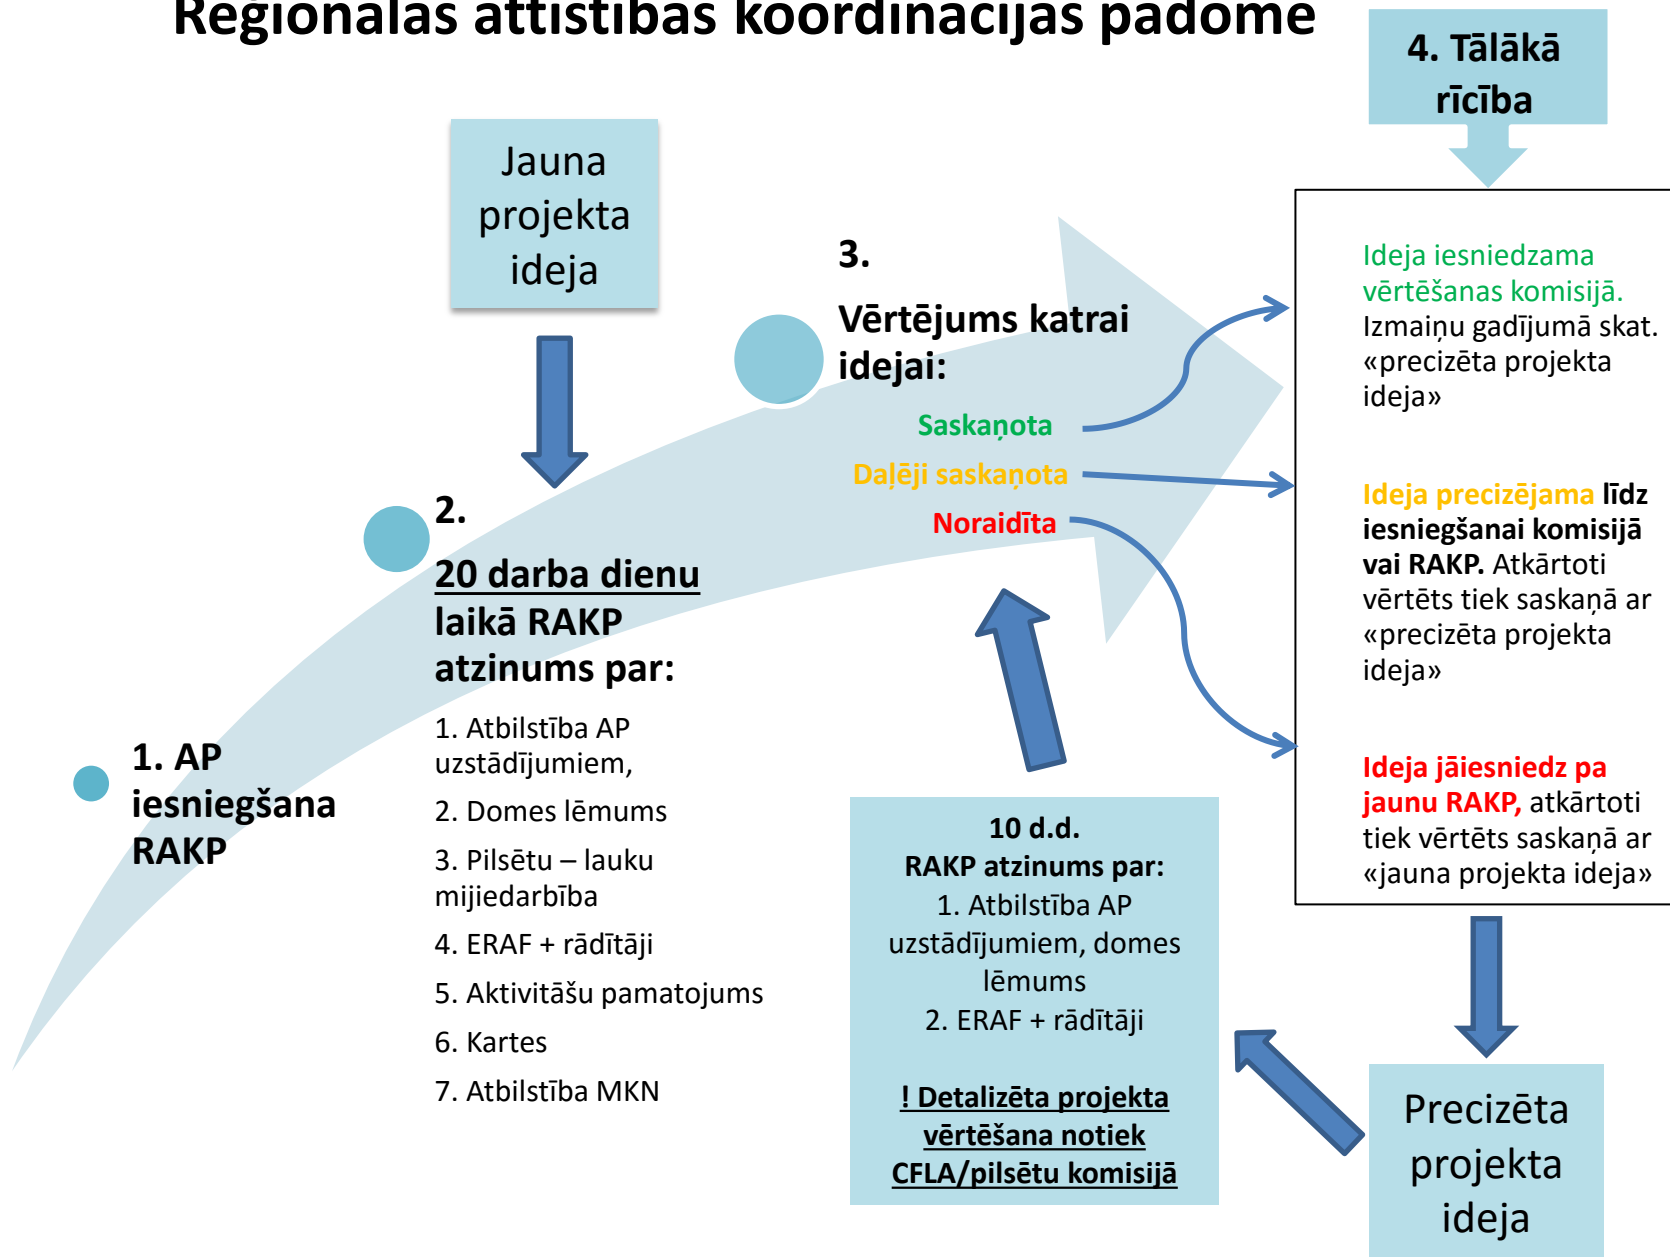 Reģionālās attīstības koordinācijas padome
4. Tālākā
rīcība
Jauna
projekta
ideja
1. AP
iesniegšana
RAKP
2.
20 darba dienu
laikā RAKP
atzinums par:
1. Atbilstība AP
uzstādījumiem,
2. Domes lēmums
3. Pilsētu – lauku
mijiedarbība
4. ERAF + rādītāji
5. Aktivitāšu pamatojums
6. Kartes
7. Atbilstība MKN
3.
Vērtējums katrai
idejai:
Saskaņota
Daļēji saskaņota
Noraidīta
Ideja iesniedzama
vērtēšanas komisijā.
Izmaiņu gadījumā skat.
«precizēta projekta
ideja»
Ideja precizējama līdz
iesniegšanai komisijā
vai RAKP. Atkārtoti
vērtēts tiek saskaņā ar
«precizēta projekta
ideja»
Ideja jāiesniedz pa
jaunu RAKP, atkārtoti
tiek vērtēts saskaņā ar
«jauna projekta ideja»
10 d.d.
RAKP atzinums par:
1. Atbilstība AP
uzstādījumiem, domes
lēmums
2. ERAF + rādītāji
! Detalizēta projekta
vērtēšana notiek
CFLA/pilsētu komisijā
Precizēta
projekta
ideja